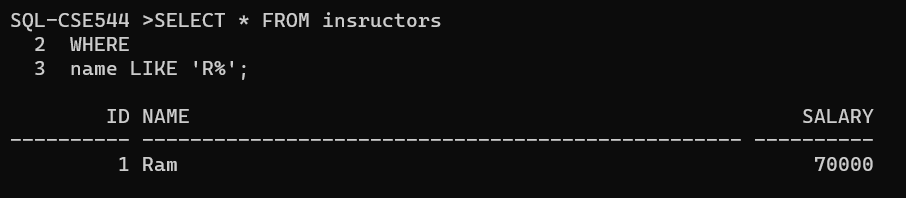 SQL-CSE544 >SELECT * FROM insructors
  2  WHERE
  3  name LIKE 'R%';
        ID NAME                                                   SALARY
---------- -------------------------------------------------- ----------
         1 Ram                                                     70000